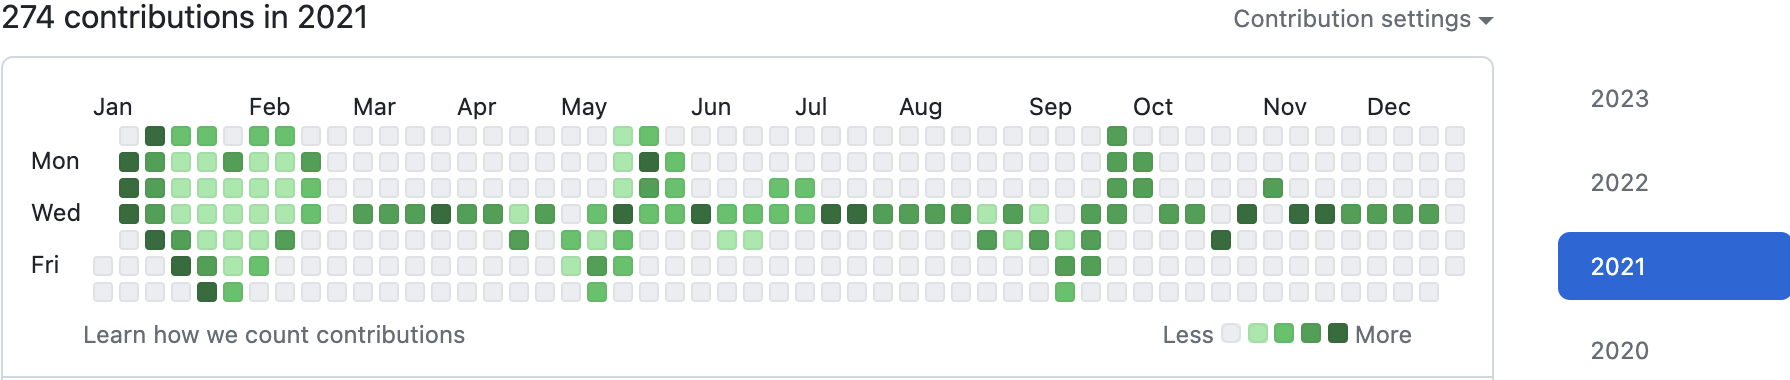 274 contributions in 2021
Contribution settings
Jan Feb Mar Apr May Jun Jul Aug Sep Oct Nov Dec
Mon
Wed
Fri
Learn how we count contributions
Less More
2023
2022
2021
2020